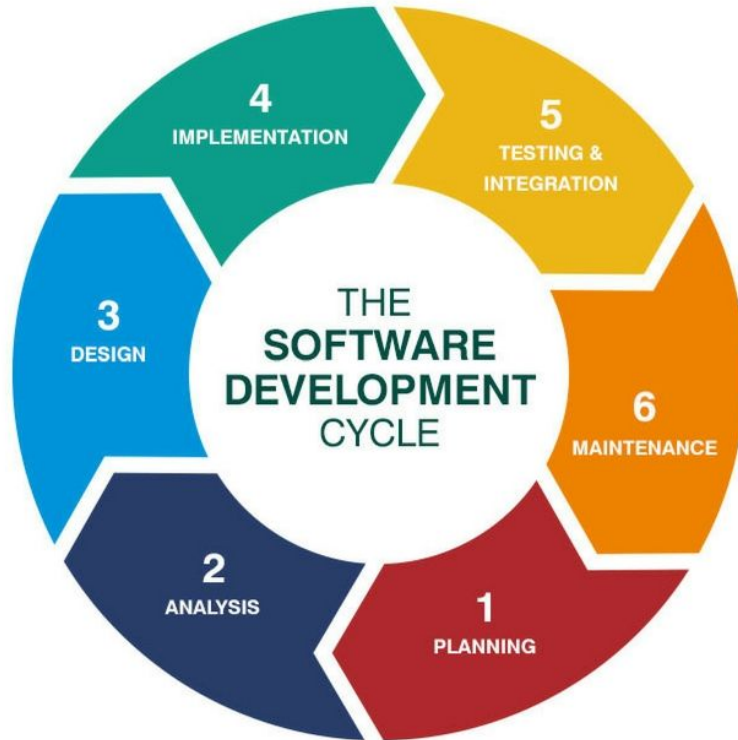 THE
SOFTWARE
DEVELOPMENT
CYCLE
1
PLANNING
2
ANALYSIS
3
DESIGN
4
IMPLEMENTATION
5
TESTING &
INTEGRATION
6
MAINTENANCE